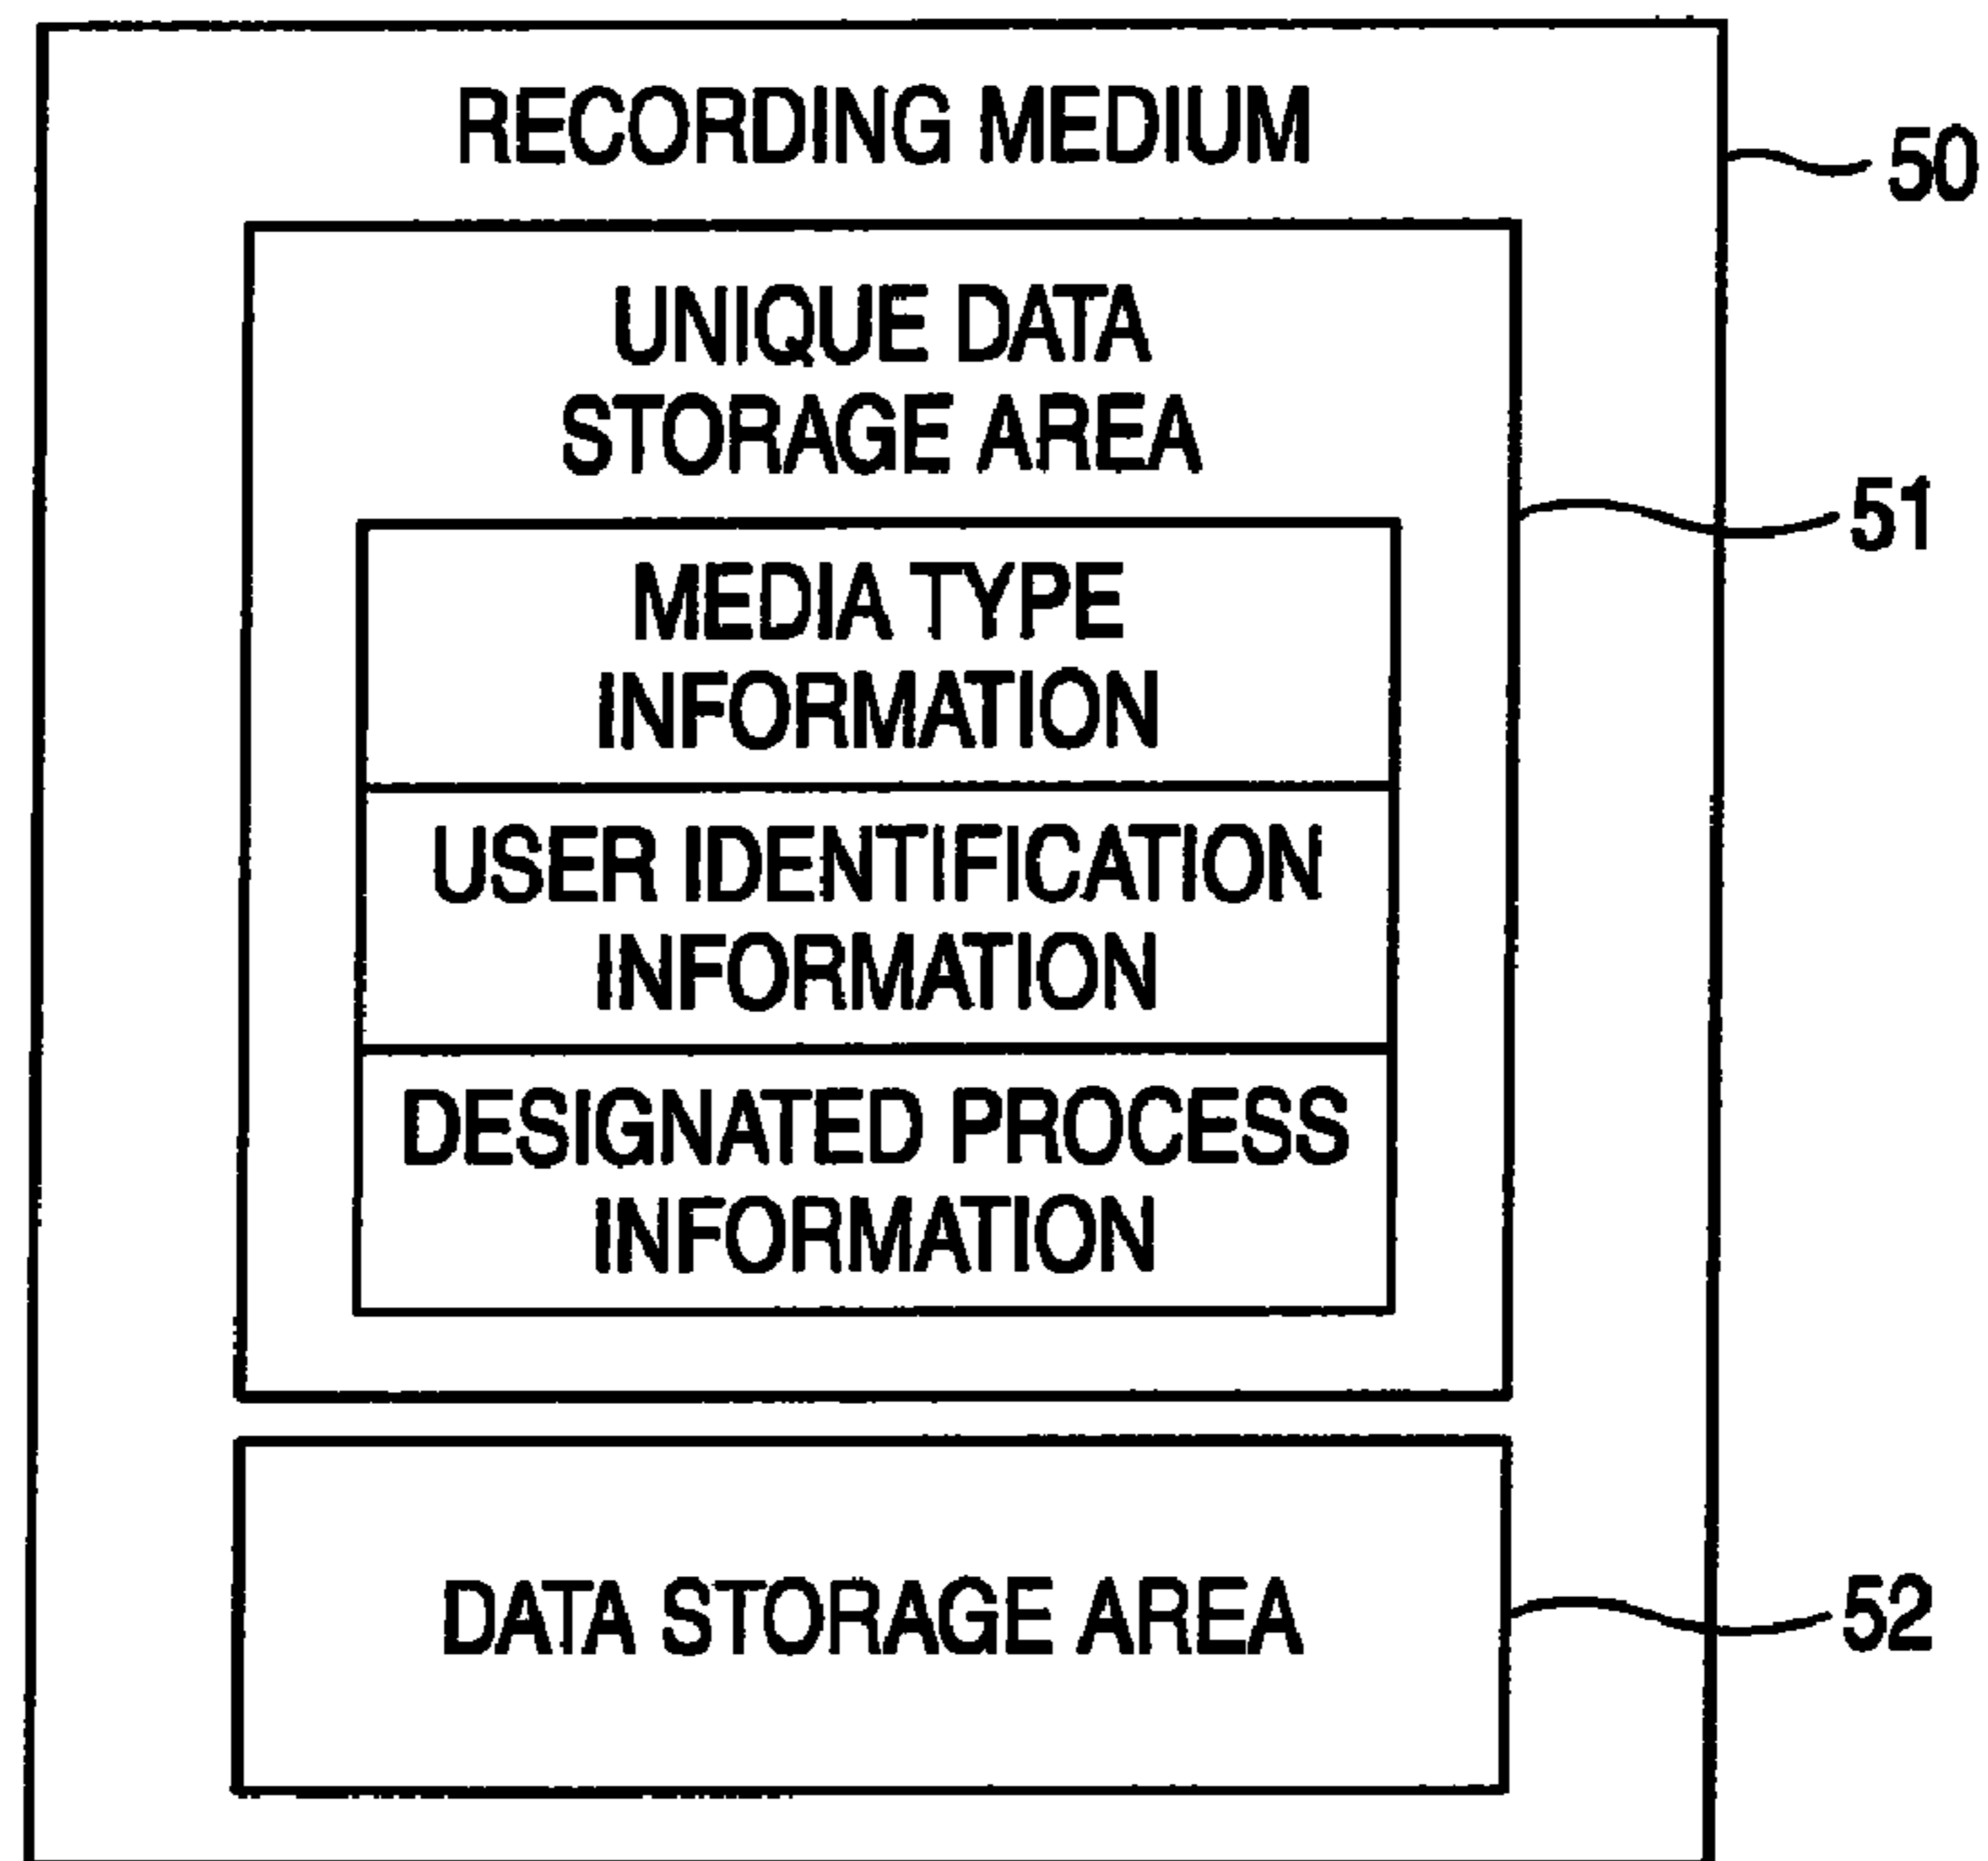 RECORDING MEDIUM
50
UNIQUE DATA
STORAGE AREA
51
MEDIA TYPE
INFORMATION
USER IDENTIFICATION
INFORMATION
DESIGNATED PROCESS
INFORMATION
DATA STORAGE AREA
52